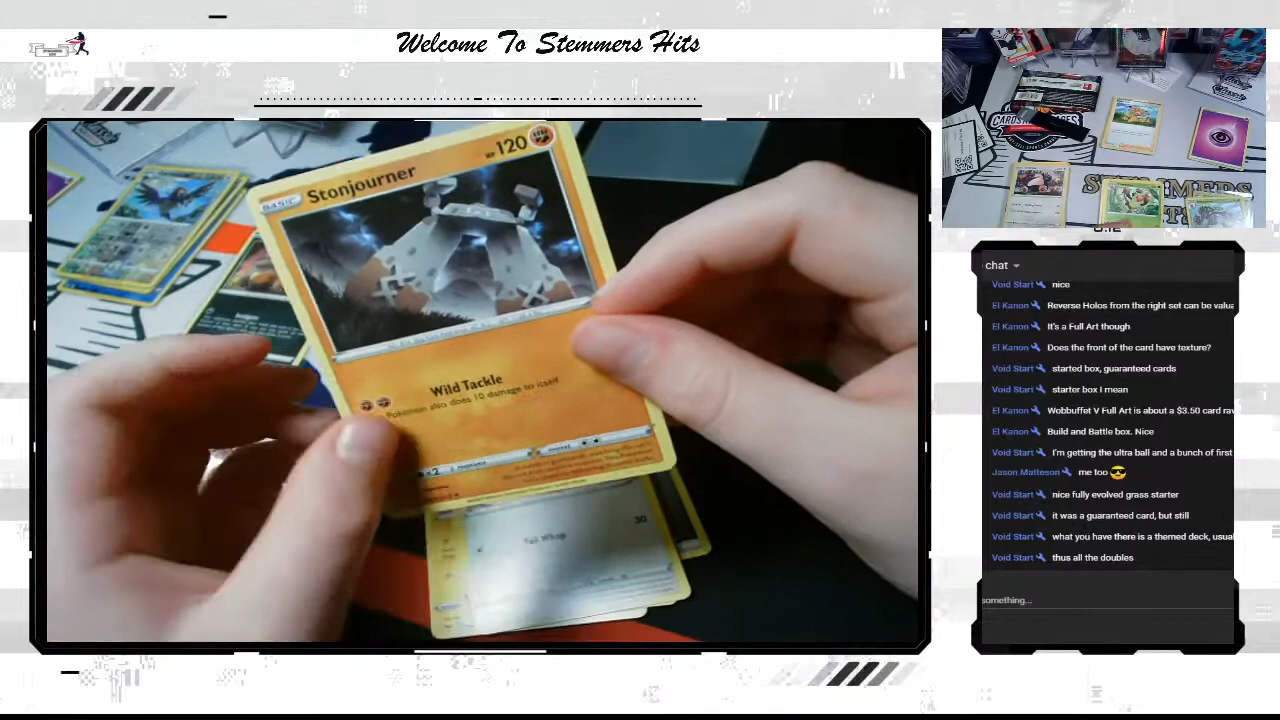 Welcome To Stemmers Hits
BASIC
Stonjourner
HP 120
Wild Tackle
Pokémon also does 10 damage to itself
30
Tail Whap
CARDS
chat
Void Start nice
El Kanon Reverse Holos from the right set can be valua
El Kanon It's a Full Art though
El Kanon Does the front of the card have texture?
Void Start started box, guaranteed cards
Void Start starter box I mean
El Kanon Wobbuffet V Full Art is about a $3.50 card raw
El Kanon Build and Battle box. Nice
Void Start I'm getting the ultra ball and a bunch of first
Jason Matteson me too
Void Start nice fully evolved grass starter
Void Start it was a guaranteed card, but still
Void Start what you have there is a themed deck, usual
Void Start thus all the doubles
something...